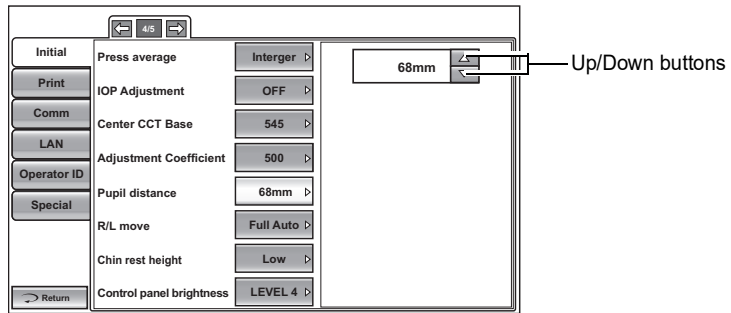 4/5
Initial
Print
Comm
LAN
Operator ID
Special
Return
Press average Interger
IOP Adjustment OFF
Center CCT Base 545
Adjustment Coefficient 500
Pupil distance 68mm
R/L move Full Auto
Chin rest height Low
Control panel brightness LEVEL 4
68mm
Up/Down buttons